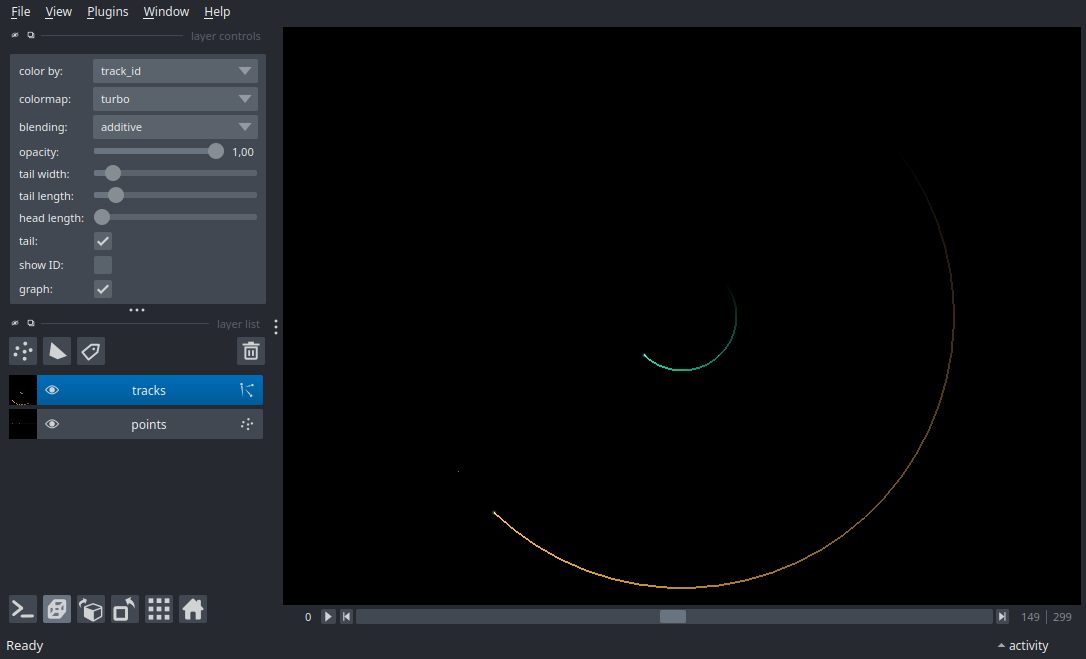 File View Plugins Window Help
layer controls
color by: track_id
colormap: turbo
blending: additive
opacity: 1,00
tail width:
tail length:
head length:
tail:
show ID:
graph:
layer list
tracks
points
0 149 299
Ready activity